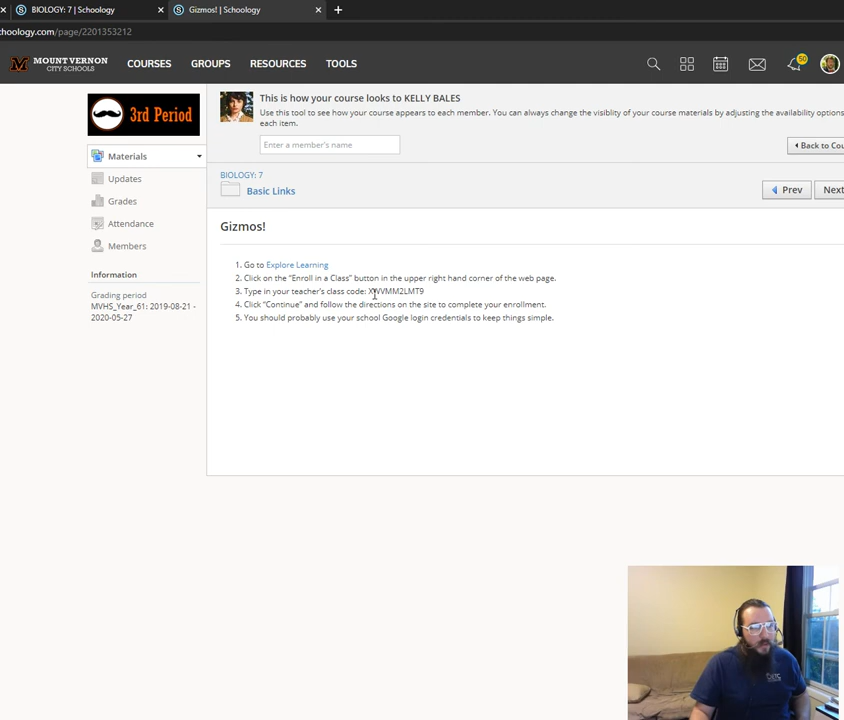 BIOLOGY: 7 | Schoology
Gizmos! | Schoology
choology.com/page/2201353212
MOUNT VERNON
CITY SCHOOLS
COURSES
GROUPS
RESOURCES
TOOLS
50
3rd Period
This is how your course looks to KELLY BALES
Use this tool to see how your course appears to each member. You can always change the visiblity of your course materials by adjusting the availability options
each item.
Enter a member's name
Back to Cou
Materials
Updates
Grades
Attendance
Members
Information
Grading period
MVHS_Year_61: 2019-08-21 -
2020-05-27
BIOLOGY: 7
Basic Links
Prev
Next
Gizmos!
1. Go to Explore Learning
2. Click on the "Enroll in a Class" button in the upper right hand corner of the web page.
3. Type in your teacher's class code:
4. Click "Continue" and follow the directions on the site to complete your enrollment.
5. You should probably use your school Google login credentials to keep things simple.